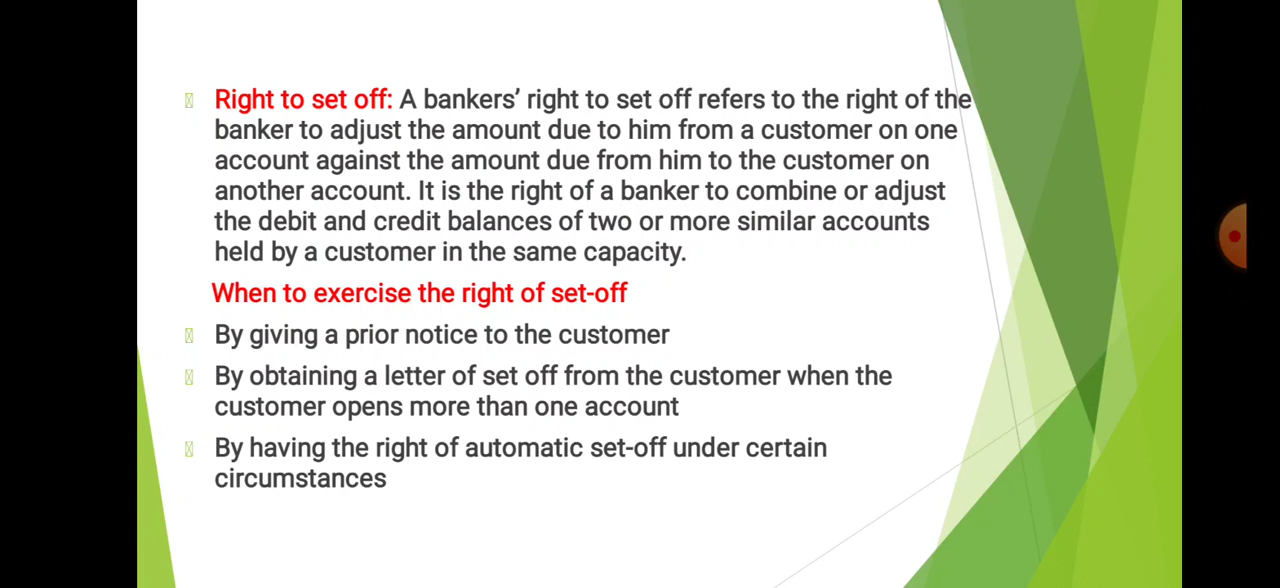 Right to set off: A bankers’ right to set off refers to the right of the
banker to adjust the amount due to him from a customer on one
account against the amount due from him to the customer on
another account. It is the right of a banker to combine or adjust
the debit and credit balances of two or more similar accounts
held by a customer in the same capacity.
When to exercise the right of set-off
By giving a prior notice to the customer
By obtaining a letter of set off from the customer when the
customer opens more than one account
By having the right of automatic set-off under certain
circumstances